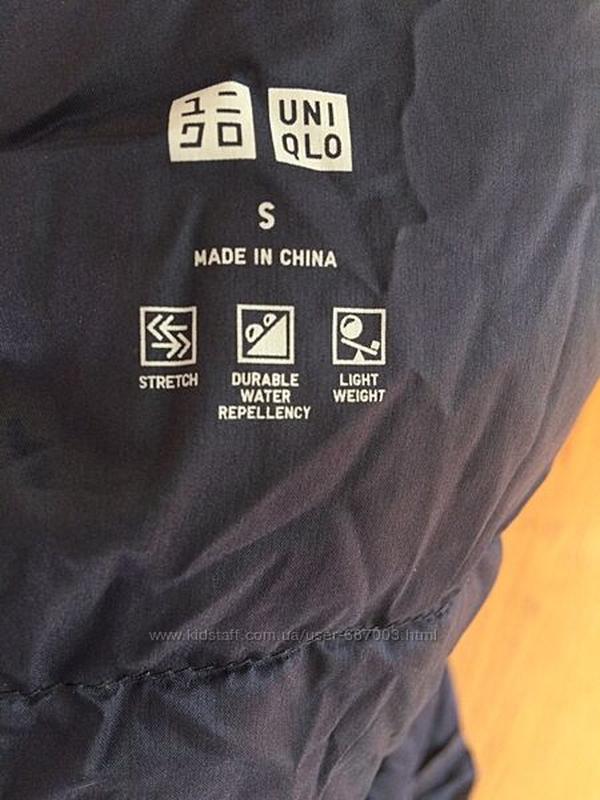 ユニ
クロ
UNI
QLO
S
MADE IN CHINA
STRETCH
DURABLE
WATER
REPELLENCY
LIGHT
WEIGHT
www.kidstaff.com.ua/user-687003.html